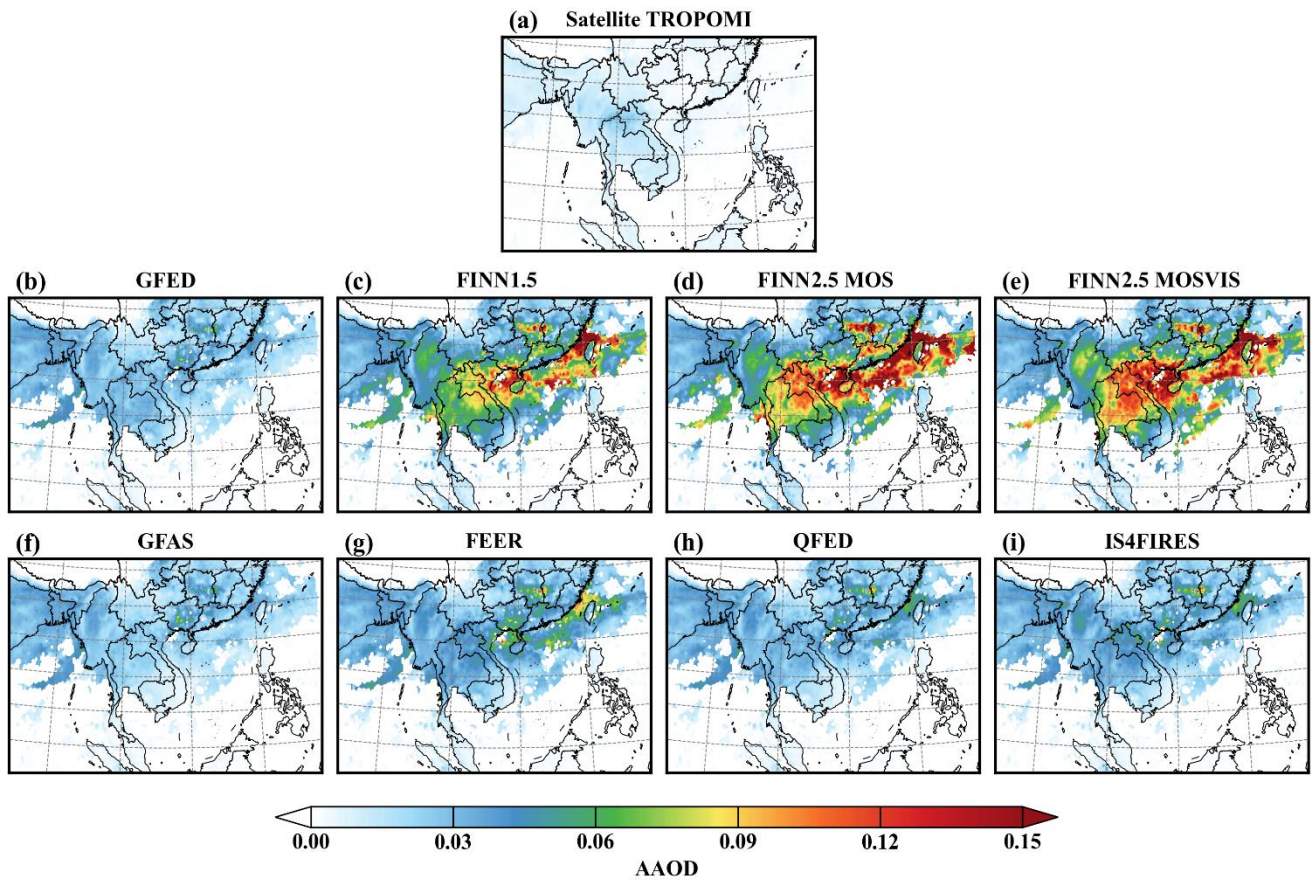 (a) Satellite TROPOMI
(b) GFED
(c) FINN1.5
(d) FINN2.5 MOS
(e) FINN2.5 MOSVIS
(f) GFAS
(g) FEER
(h) QFED
(i) IS4FIRES
0.00 0.03 0.06 0.09 0.12 0.15
AAOD